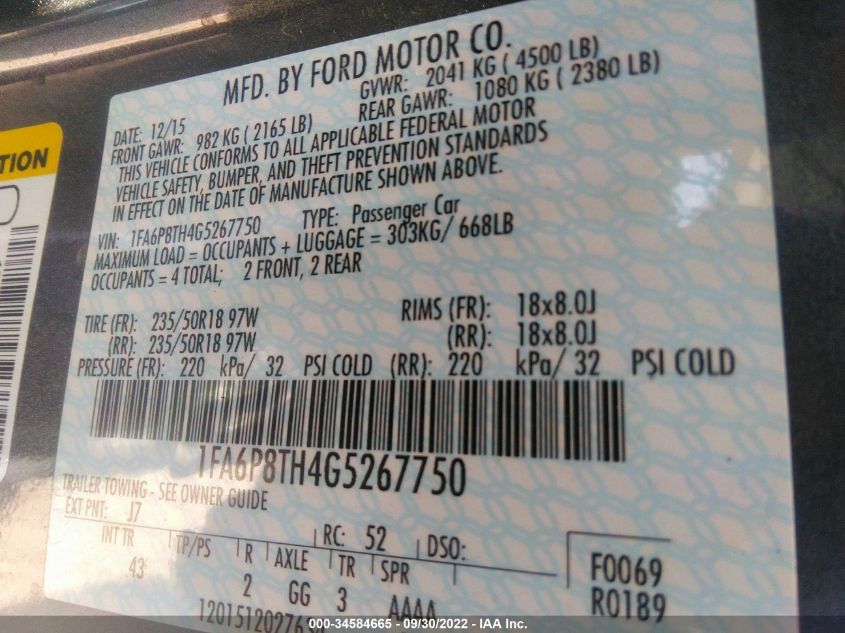 MFD. BY FORD MOTOR CO.
DATE: 12/15 GVWR: 2041 KG ( 4500 LB)
FRONT GAWR: 982 KG ( 2165 LB) REAR GAWR: 1080 KG ( 2380 LB)
THIS VEHICLE CONFORMS TO ALL APPLICABLE FEDERAL MOTOR
VEHICLE SAFETY, BUMPER, AND THEFT PREVENTION STANDARDS
IN EFFECT ON THE DATE OF MANUFACTURE SHOWN ABOVE.
VIN: 1FA6P8TH4G5267750 TYPE: Passenger Car
MAXIMUM LOAD = OCCUPANTS + LUGGAGE = 303KG/ 668LB
OCCUPANTS = 4 TOTAL; 2 FRONT, 2 REAR
TIRE (FR): 235/50R18 97W RIMS (FR): 18x8.0J
(RR): 235/50R18 97W (RR): 18x8.0J
PRESSURE (FR): 220 kPa/ 32 PSI COLD (RR): 220 kPa/ 32 PSI COLD
1FA6P8TH4G5267750
TRAILER TOWING - SEE OWNER GUIDE
EXT PNT: J7 RC: 52 DSO:
INT TR TP/PS R AXLE TR SPR F0069
43 2 GG 3 AAAA R0189
000-34584665 - 09/30/2022 - IAA Inc.